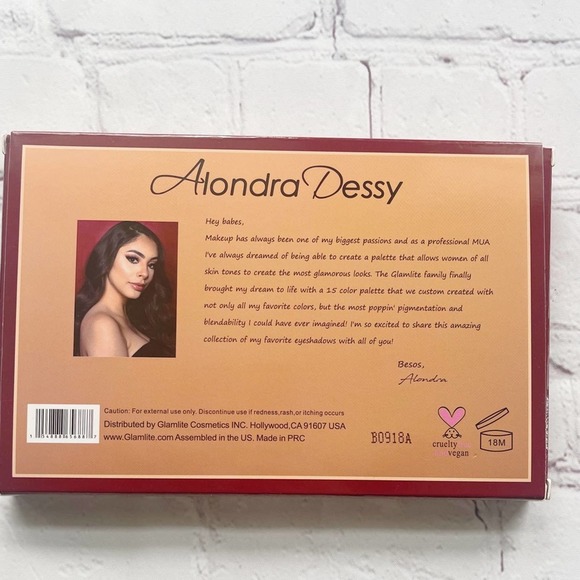 Alondra Dessy
Hey babes,
Makeup has always been one of my biggest passions and as a professional MUA
I've always dreamed of being able to create a palette that allows women of all
skin tones to create the most glamorous looks. The Glamlite family finally
brought my dream to life with a 15 color palette that we custom created with
not only all my favorite colors, but the most poppin' pigmentation and
blendability I could have ever imagined! I'm so excited to share this amazing
collection of my favorite eyeshadows with all of you!
Besos,
Alondra
Caution: For external use only. Discontinue use if redness,rash,or itching occurs
Distributed by Glamlite Cosmetics INC. Hollywood,CA 91607 USA
www.Glamlite.com Assembled in the US. Made in PRC
B0918A
cruelty
vegan
18M